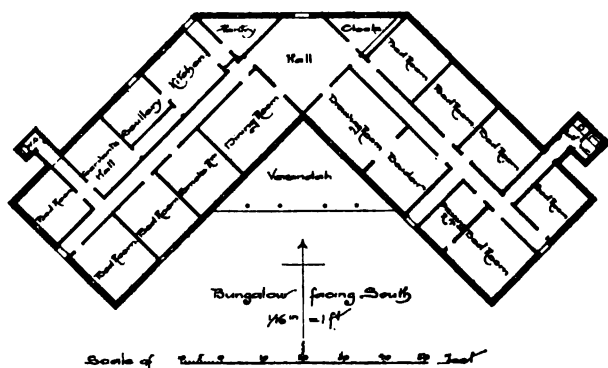 Pantry
Cloaks
Hall
Kitchen
Scullery
Servants
Hall
Bed Room
Bed Room
Bed Room
Dining Room
Drawing Room
Boudoir
Bed Room
Bed Room
Bed Room
Bed Room
Bed Room
Verandah
Bungalow facing South
1/16 in = 1 ft
Scale of
feet